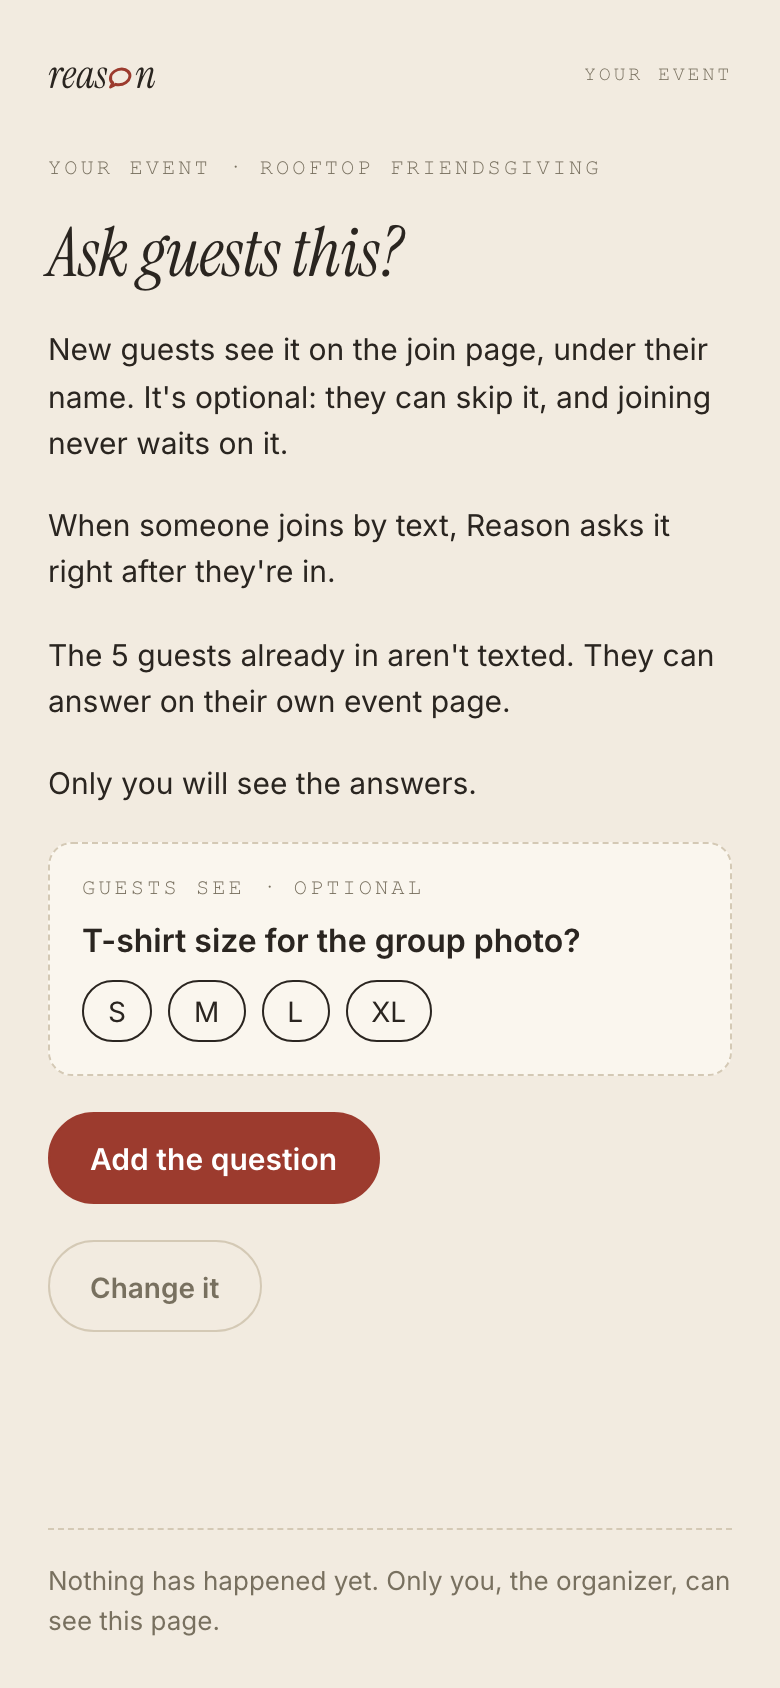 reason
YOUR EVENT
YOUR EVENT · ROOFTOP FRIENDSGIVING
Ask guests this?
New guests see it on the join page, under their
name. It's optional: they can skip it, and joining
never waits on it.
When someone joins by text, Reason asks it
right after they're in.
The 5 guests already in aren't texted. They can
answer on their own event page.
Only you will see the answers.
GUESTS SEE · OPTIONAL
T-shirt size for the group photo?
S M L XL
Add the question
Change it
Nothing has happened yet. Only you, the organizer, can
see this page.